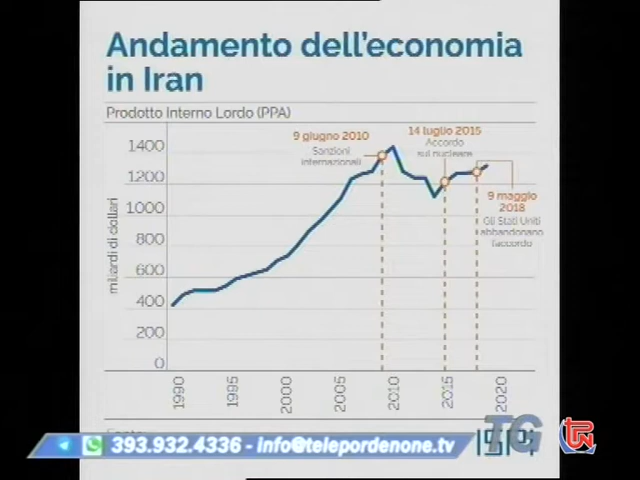 Andamento dell'economia
in Iran
Prodotto Interno Lordo (PPA)
9 giugno 2010
Sanzioni
internazionali
14 luglio 2015
Accordo
sul nucleare
9 maggio
2018
Gli Stati Uniti
abbandonano
l'accordo
miliardi di dollari
1400
1200
1000
800
600
400
200
0
1990
1995
2000
2005
2010
2015
2020
ISPI
TG
393.932.4336 - info@telepordenone.tv